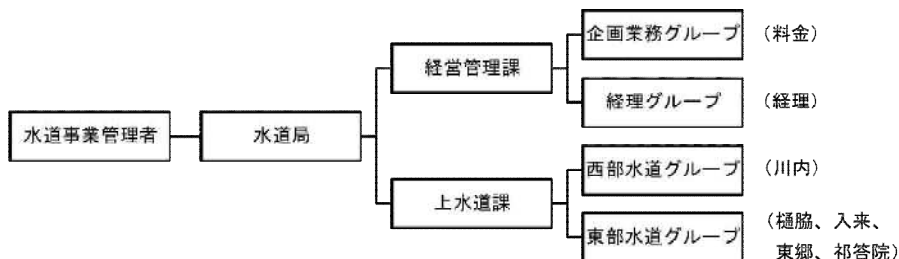 企画業務グループ （料金）
経営管理課
経理グループ （経理）
水道事業管理者 水道局
西部水道グループ （川内）
上水道課
東部水道グループ （樋脇、入来、
東郷、祁答院）